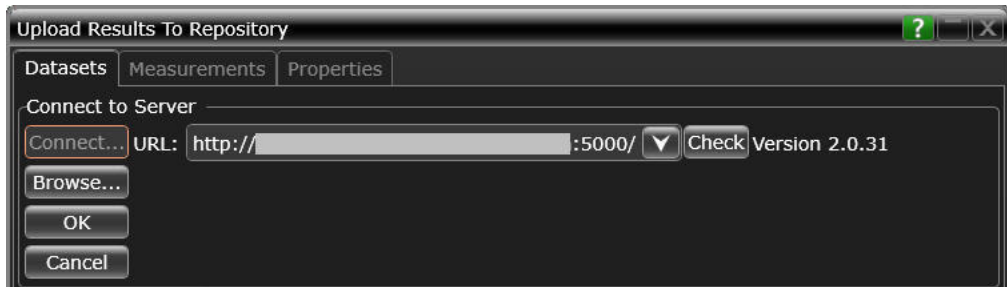 Upload Results To Repository ? X
Datasets Measurements Properties
Connect to Server
Connect... URL: http:// :5000/ Check Version 2.0.31
Browse...
OK
Cancel